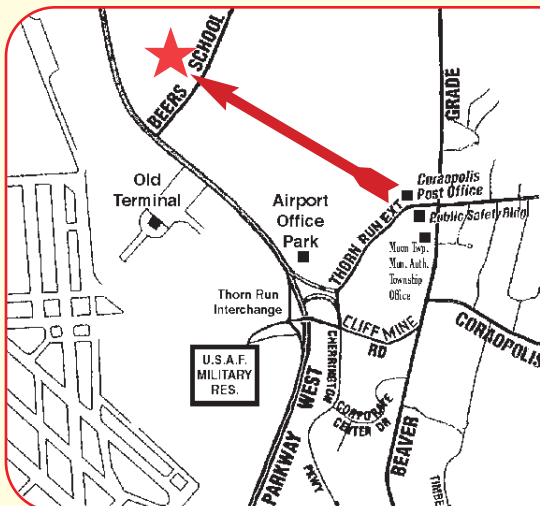 BEERS SCHOOL
GRADE
Old
Terminal
Airport
Office
Park
Coraopolis
Post Office
Public Safety Bldg
THORN RUN EXT
Moon Twp.
Mun. Auth.
Township
Office
Thorn Run
Interchange
CLIFF MINE
RD
CORAOPOLIS
U.S.A.F.
MILITARY
RES.
CHERRINGTON
PKWY
CORPORATE
CENTER DR
PARKWAY WEST
BEAVER
TIMBE